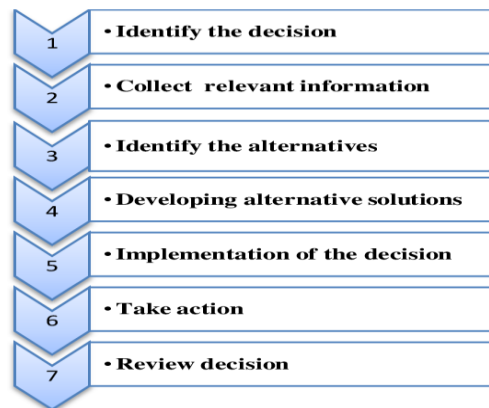 1 • Identify the decision
2 • Collect relevant information
3 • Identify the alternatives
4 • Developing alternative solutions
5 • Implementation of the decision
6 • Take action
7 • Review decision